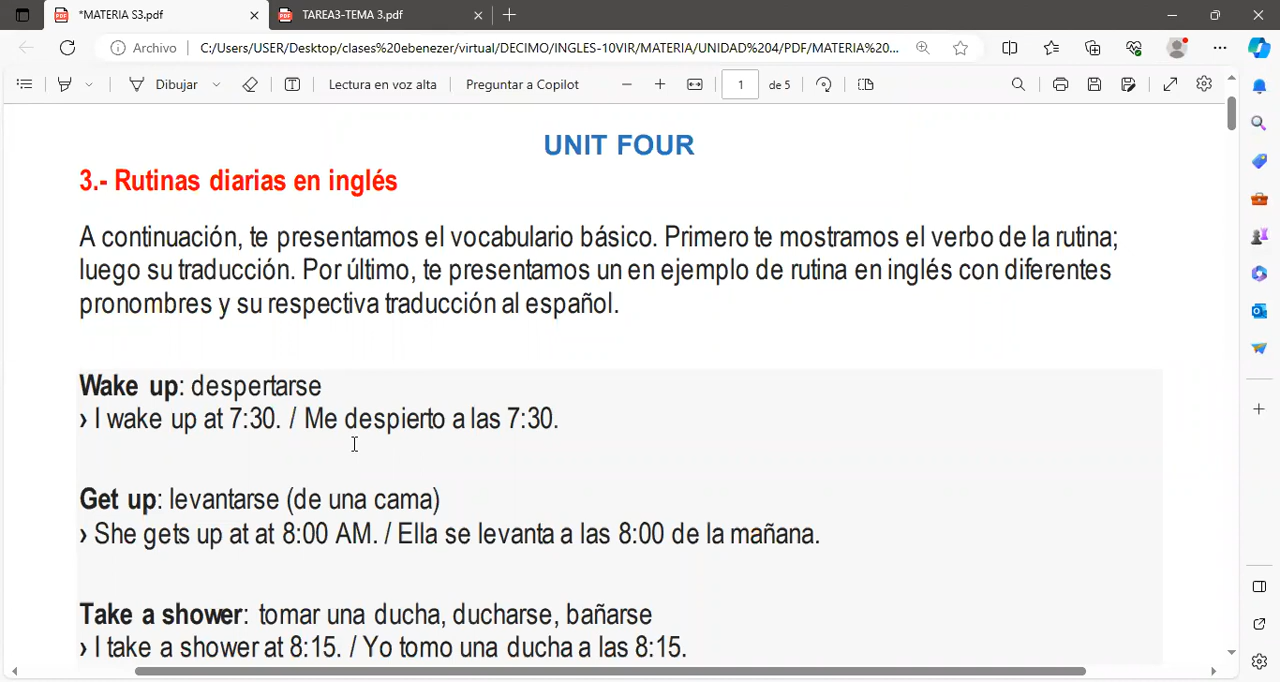 *MATERIA S3.pdf
TAREA3-TEMA 3.pdf
Archivo
C:/Users/USER/Desktop/clases%20ebenezer/virtual/DECIMO/INGLES-10VIR/MATERIA/UNIDAD%204/PDF/MATERIA%20...
Dibujar
Lectura en voz alta
Preguntar a Copilot
1
de 5
UNIT FOUR
3.- Rutinas diarias en inglés
A continuación, te presentamos el vocabulario básico. Primero te mostramos el verbo de la rutina;
luego su traducción. Por último, te presentamos un en ejemplo de rutina en inglés con diferentes
pronombres y su respectiva traducción al español.
Wake up: despertarse
› I wake up at 7:30. / Me despierto a las 7:30.
Get up: levantarse (de una cama)
› She gets up at at 8:00 AM. / Ella se levanta a las 8:00 de la mañana.
Take a shower: tomar una ducha, ducharse, bañarse
› I take a shower at 8:15. / Yo tomo una ducha a las 8:15.